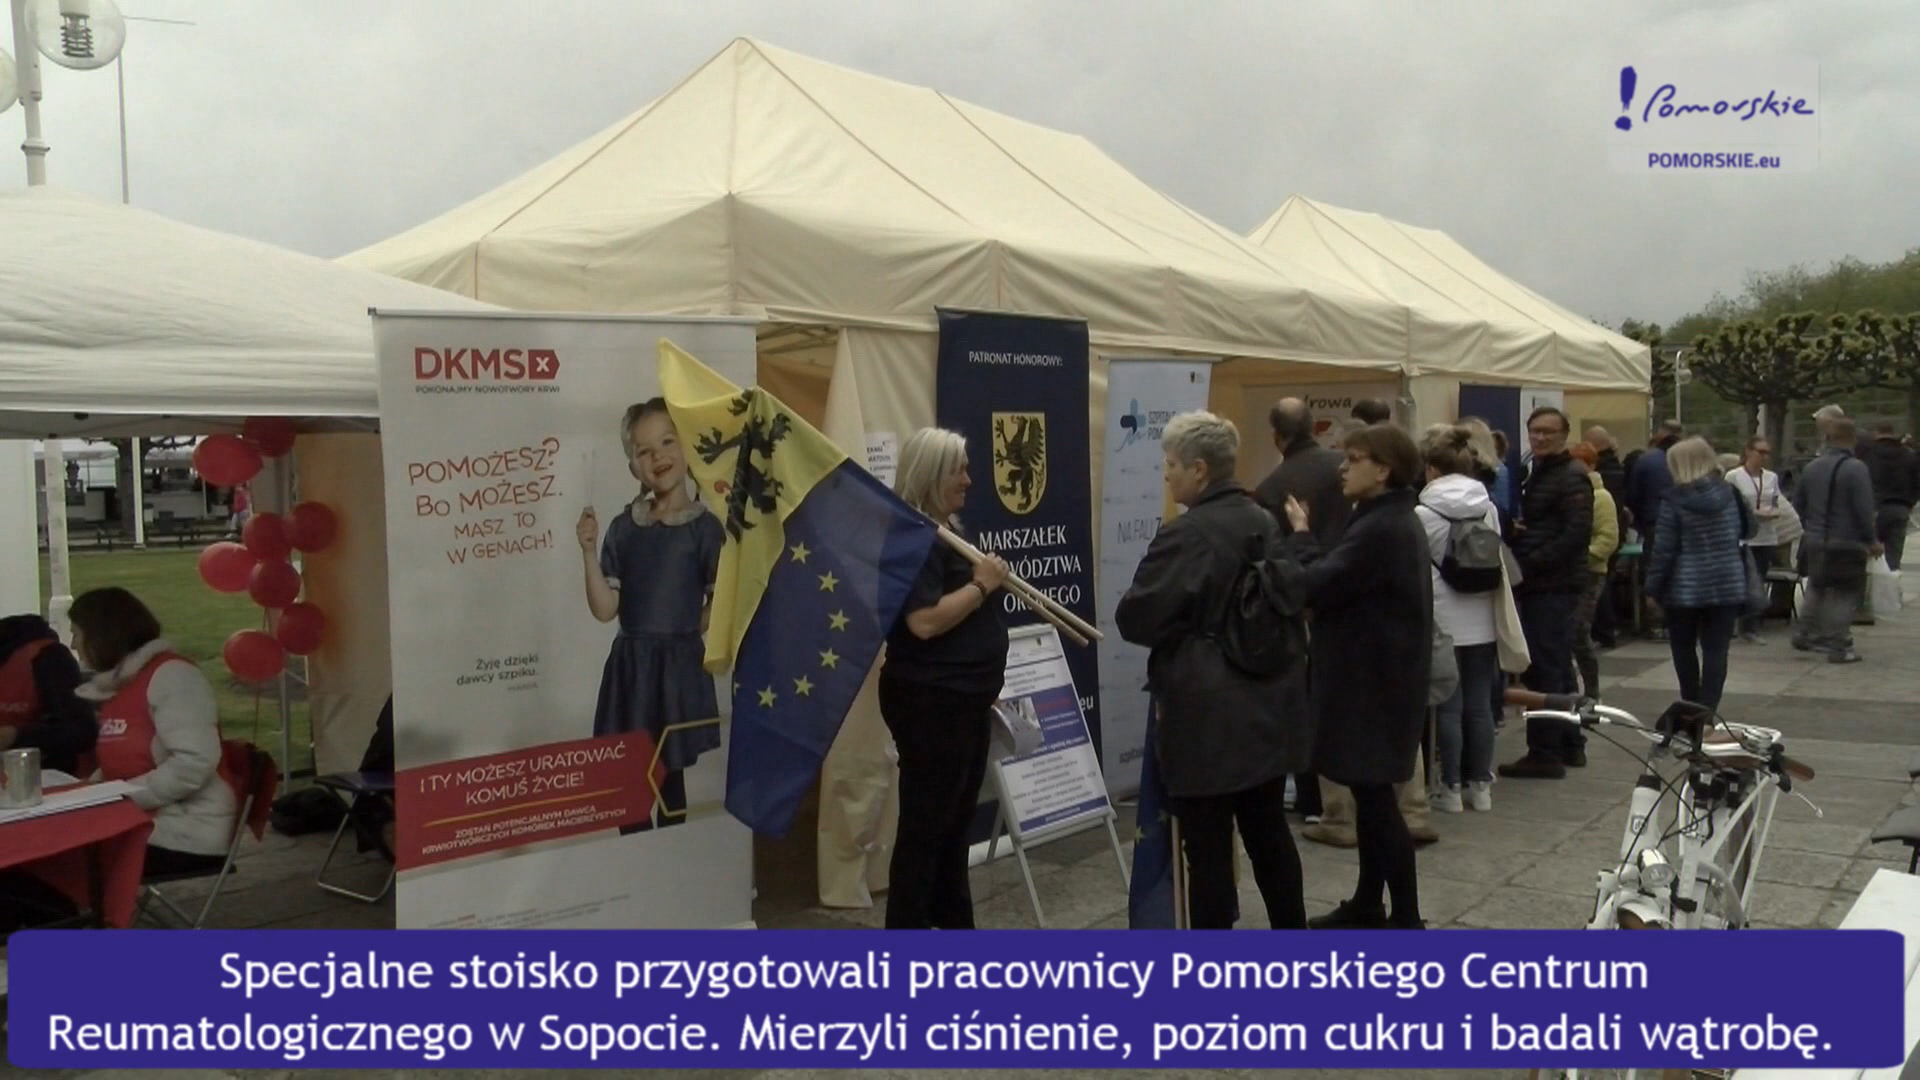 Pomorskie
POMORSKIE.eu
DKMS
POKONAJMY NOWOTWORY KRWI
POMOŻESZ?
BO MOŻESZ.
MASZ TO
W GENACH!
Żyję dzięki
dawcy szpiku.
I TY MOŻESZ URATOWAĆ
KOMUŚ ŻYCIE!
ZOSTAŃ POTENCJALNYM DAWCĄ
KRWIOTWÓRCZYCH KOMÓREK MACIERZYSTYCH
PATRONAT HONOROWY:
MARSZAŁEK
NA FALI
Specjalne stoisko przygotowali pracownicy Pomorskiego Centrum
Reumatologicznego w Sopocie. Mierzyli ciśnienie, poziom cukru i badali wątrobę.